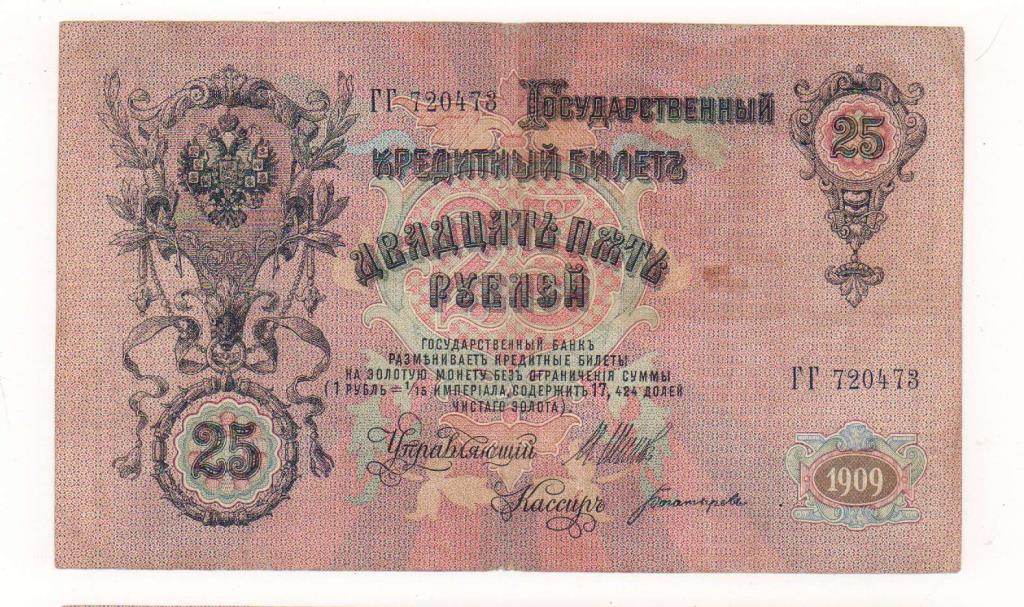 ГГ 720473
Государственный
25
кредитный билетъ
двадцать пять
рублей
Государственный банкъ
размѣниваетъ кредитные билеты
на золотую монету безъ ограниченія суммы
(1 рубль = 1/15 имперіала, содержитъ 17, 424 долей
чистаго золота).
ГГ 720473
Управляющий
25
Кассиръ
1909